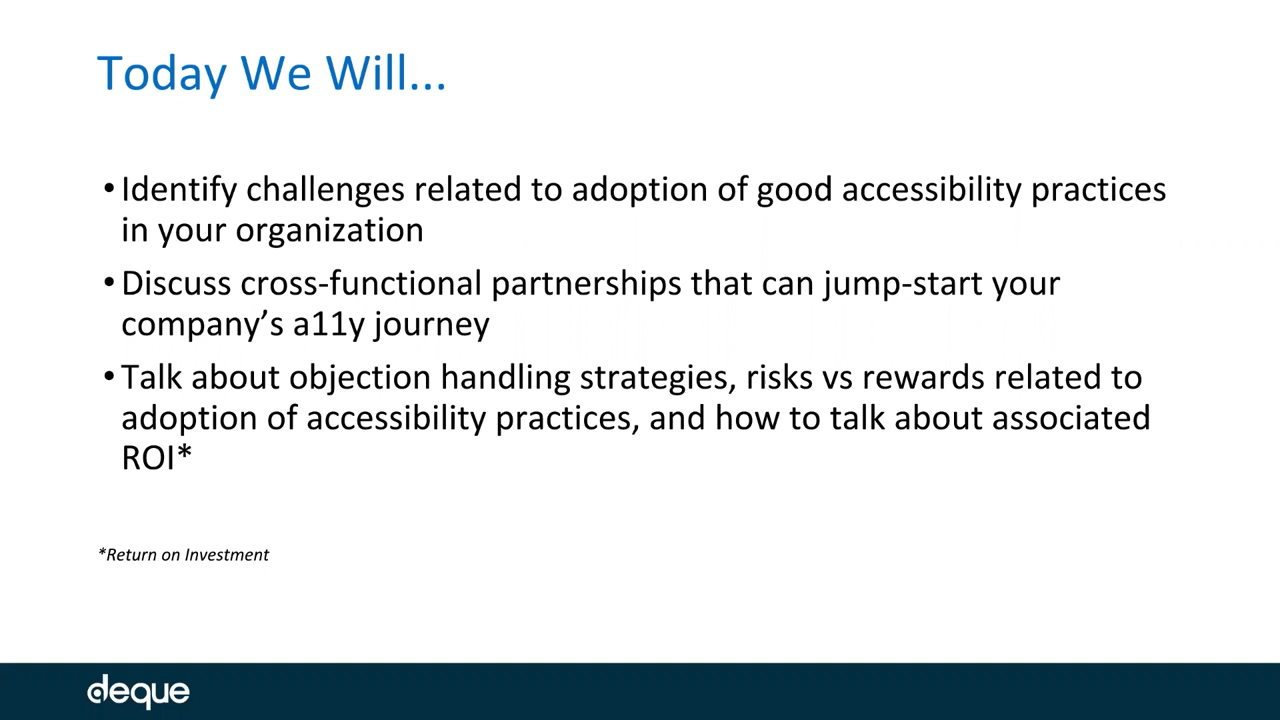 Today We Will...
•Identify challenges related to adoption of good accessibility practices
in your organization
•Discuss cross-functional partnerships that can jump-start your
company’s a11y journey
•Talk about objection handling strategies, risks vs rewards related to
adoption of accessibility practices, and how to talk about associated
ROI*
*Return on Investment
deque